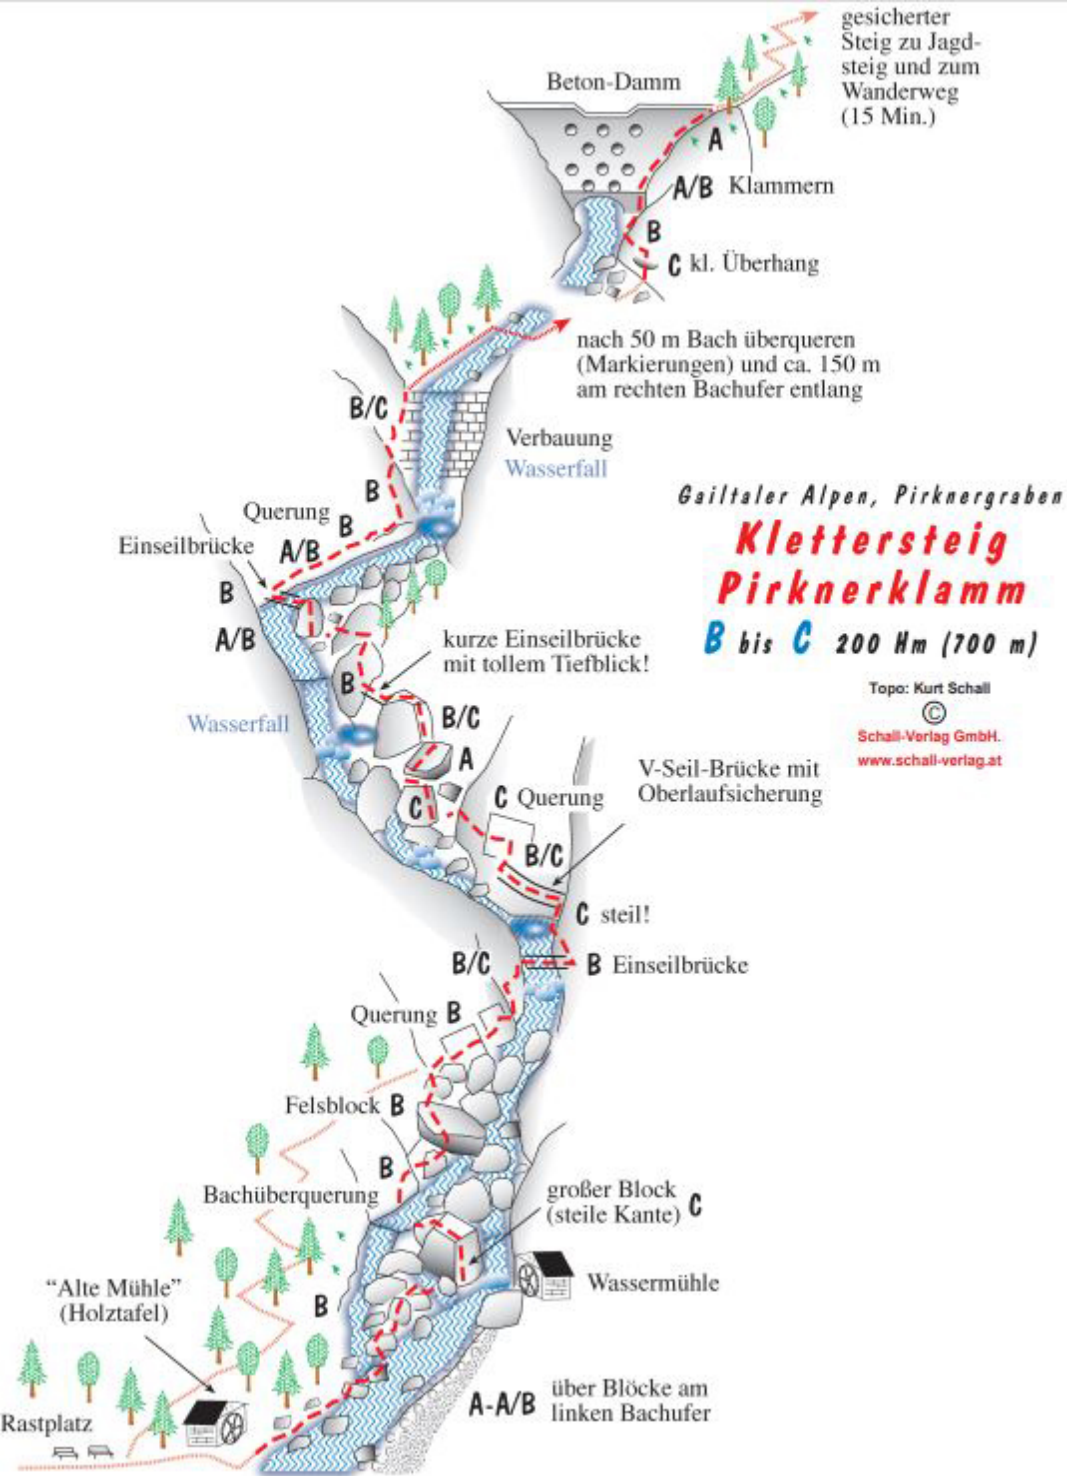 gesicherter
Steig zu Jagd-
steig und zum
Wanderweg
(15 Min.)
Beton-Damm
A
A/B Klammern
B
C kl. Überhang
nach 50 m Bach überqueren
(Markierungen) und ca. 150 m
am rechten Bachufer entlang
B/C
Verbauung
Wasserfall
B
Querung B
Einseilbrücke A/B
B
A/B
Gailtaler Alpen, Pirknergraben
Klettersteig
Pirknerklamm
B bis C 200 Hm (700 m)
Topo: Kurt Schall
©
Schall-Verlag GmbH.
www.schall-verlag.at
kurze Einseilbrücke
mit tollem Tiefblick!
B
B/C
Wasserfall
A
V-Seil-Brücke mit
Oberlaufsicherung
C
C Querung
B/C
C steil!
B/C
B Einseilbrücke
Querung B
Felsblock B
B
Bachüberquerung
großer Block
(steile Kante) C
Wassermühle
"Alte Mühle"
(Holztafel)
B
A-A/B über Blöcke am
linken Bachufer
Rastplatz